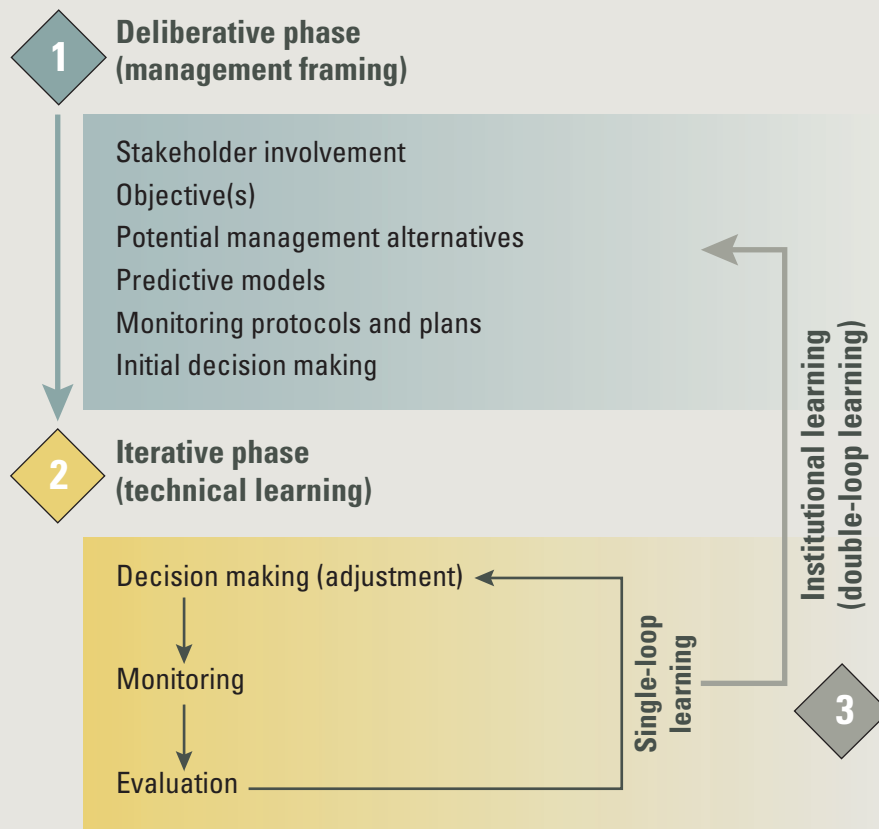 1
Deliberative phase
(management framing)
Stakeholder involvement
Objective(s)
Potential management alternatives
Predictive models
Monitoring protocols and plans
Initial decision making
2
Iterative phase
(technical learning)
Decision making (adjustment)
Monitoring
Evaluation
Single-loop
learning
Institutional learning
(double-loop learning)
3